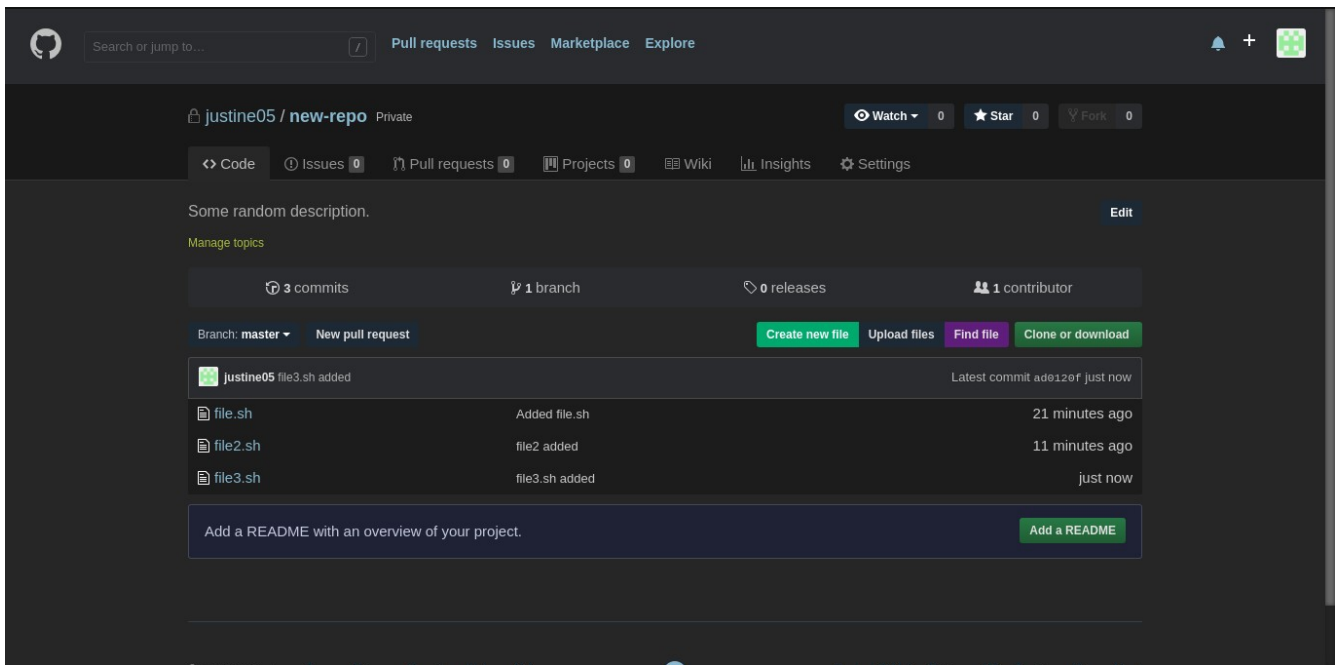 Search or jump to... /
Pull requests Issues Marketplace Explore
justine05 / new-repo Private
Watch 0 Star 0 Fork 0
Code Issues 0 Pull requests 0 Projects 0 Wiki Insights Settings
Some random description.
Edit
Manage topics
3 commits 1 branch 0 releases 1 contributor
Branch: master New pull request Create new file Upload files Find file Clone or download
justine05 file3.sh added Latest commit ad0120f just now
file.sh Added file.sh 21 minutes ago
file2.sh file2 added 11 minutes ago
file3.sh file3.sh added just now
Add a README with an overview of your project. Add a README